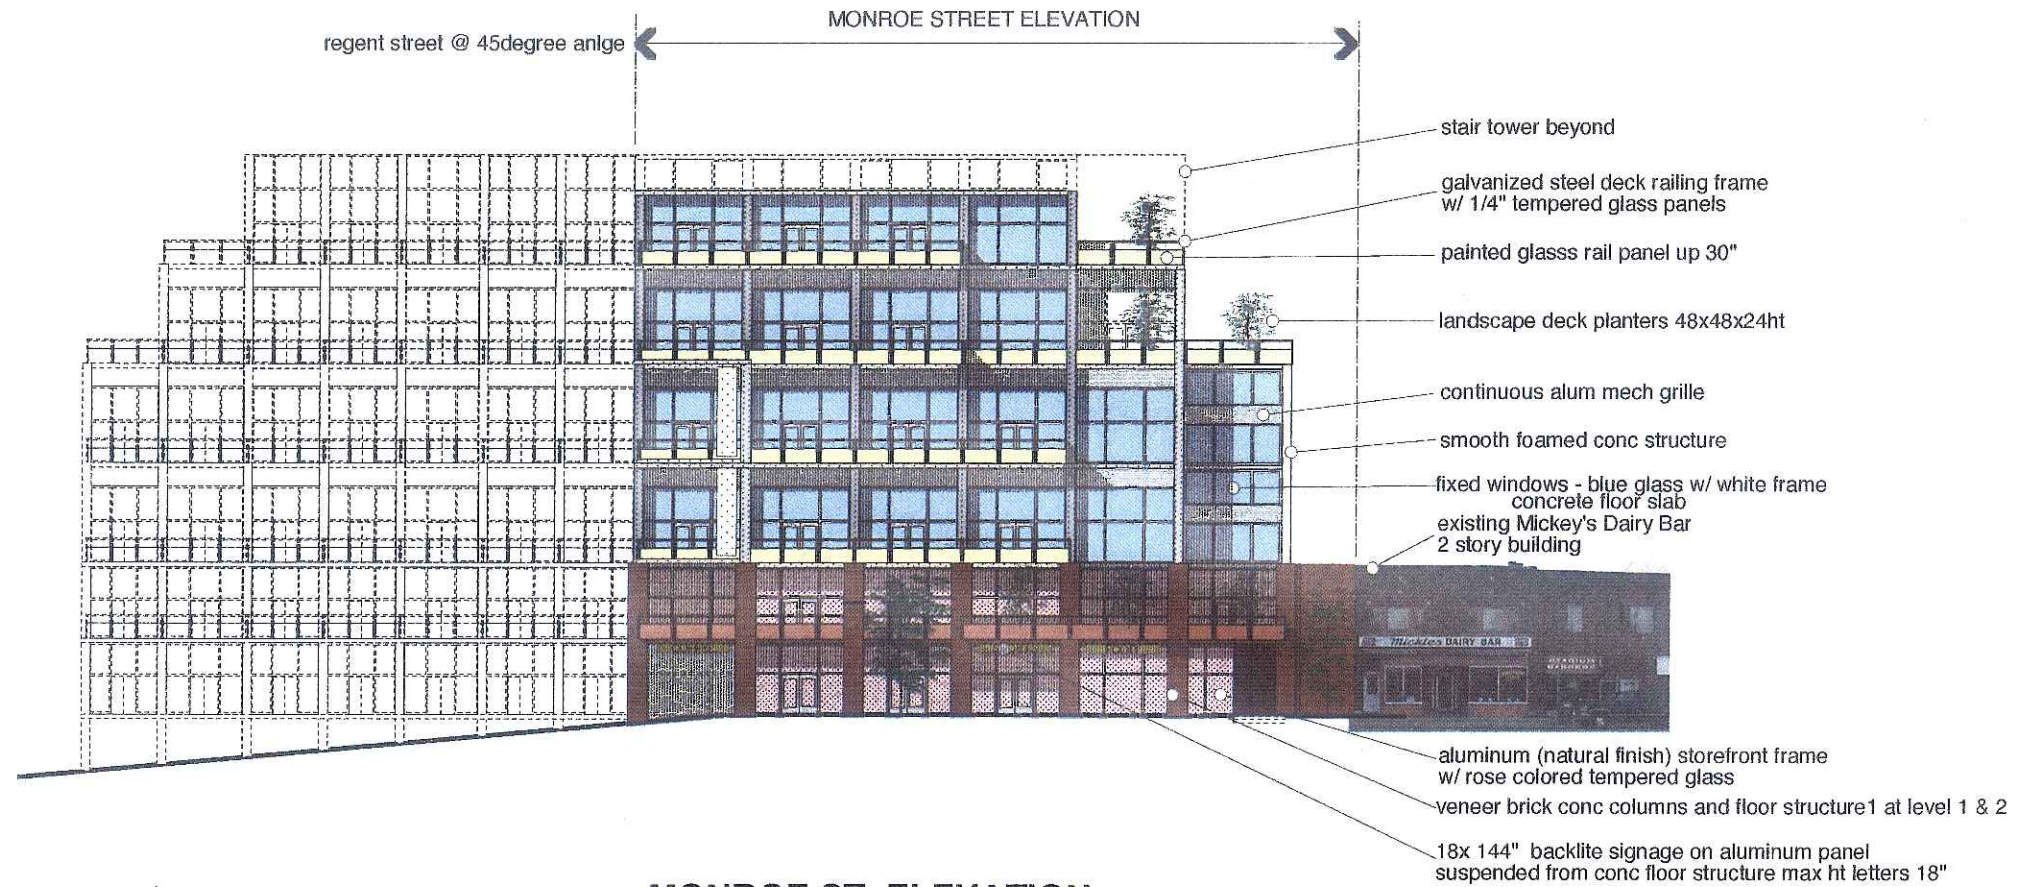 MONROE STREET ELEVATION
regent street @ 45degree anlge
stair tower beyond
galvanized steel deck railing frame
w/ 1/4" tempered glass panels
painted glasss rail panel up 30"
landscape deck planters 48x48x24ht
continuous alum mech grille
smooth foamed conc structure
fixed windows - blue glass w/ white frame
concrete floor slab
existing Mickey's Dairy Bar
2 story building
DAIRY BAR
aluminum (natural finish) storefront frame
w/ rose colored tempered glass
veneer brick conc columns and floor structure1 at level 1 & 2
18x 144" backlite signage on aluminum panel
suspended from conc floor structure max ht letters 18"
MONROE ST. ELEVATION